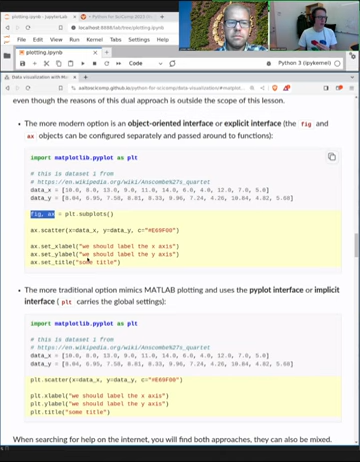 plotting.ipynb
localhost:8888/lab/tree/plotting.ipynb
File Edit View Run Kernel Tabs Settings Help
plotting.ipynb
Code
Python 3 (ipykernel)
Data visualization with M
even though the reasons of this dual approach is outside the scope of this lesson.
• The more modern option is an object-oriented interface or explicit interface (the fig and
ax objects can be configured separately and passed around to functions):
import matplotlib.pyplot as plt
# this is dataset 1 from
# https://en.wikipedia.org/wiki/Anscombe%27s_quartet
data_x = [10.0, 8.0, 13.0, 9.0, 11.0, 14.0, 6.0, 4.0, 12.0, 7.0, 5.0]
data_y = [8.04, 6.95, 7.58, 8.81, 8.33, 9.96, 7.24, 4.26, 10.84, 4.82, 5.68]
fig, ax = plt.subplots()
ax.scatter(x=data_x, y=data_y, c="#E69F00")
ax.set_xlabel("we should label the x axis")
ax.set_ylabel("we should label the y axis")
ax.set_title("some title")
• The more traditional option mimics MATLAB plotting and uses the pyplot interface or implicit
interface ( plt carries the global settings):
import matplotlib.pyplot as plt
# this is dataset 1 from
# https://en.wikipedia.org/wiki/Anscombe%27s_quartet
data_x = [10.0, 8.0, 13.0, 9.0, 11.0, 14.0, 6.0, 4.0, 12.0, 7.0, 5.0]
data_y = [8.04, 6.95, 7.58, 8.81, 8.33, 9.96, 7.24, 4.26, 10.84, 4.82, 5.68]
plt.scatter(x=data_x, y=data_y, c="#E69F00")
plt.xlabel("we should label the x axis")
plt.ylabel("we should label the y axis")
plt.title("some title")
When searching for help on the internet, you will find both approaches, they can also be mixed.